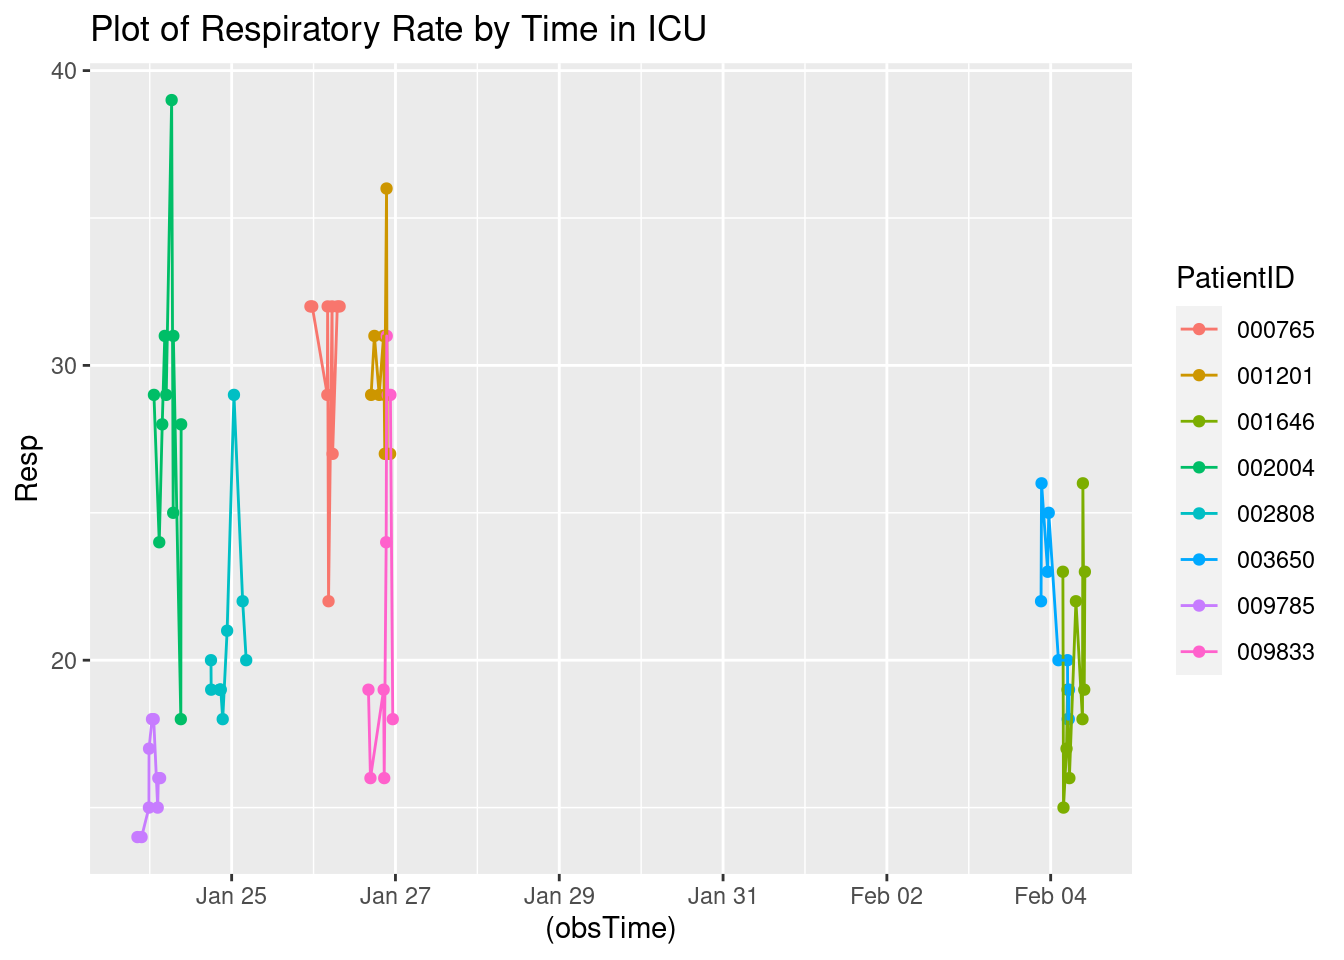 Plot of Respiratory Rate by Time in ICU
40
30
20
Resp
Jan 25
Jan 27
Jan 29
Jan 31
Feb 02
Feb 04
(obsTime)
PatientID
000765
001201
001646
002004
002808
003650
009785
009833